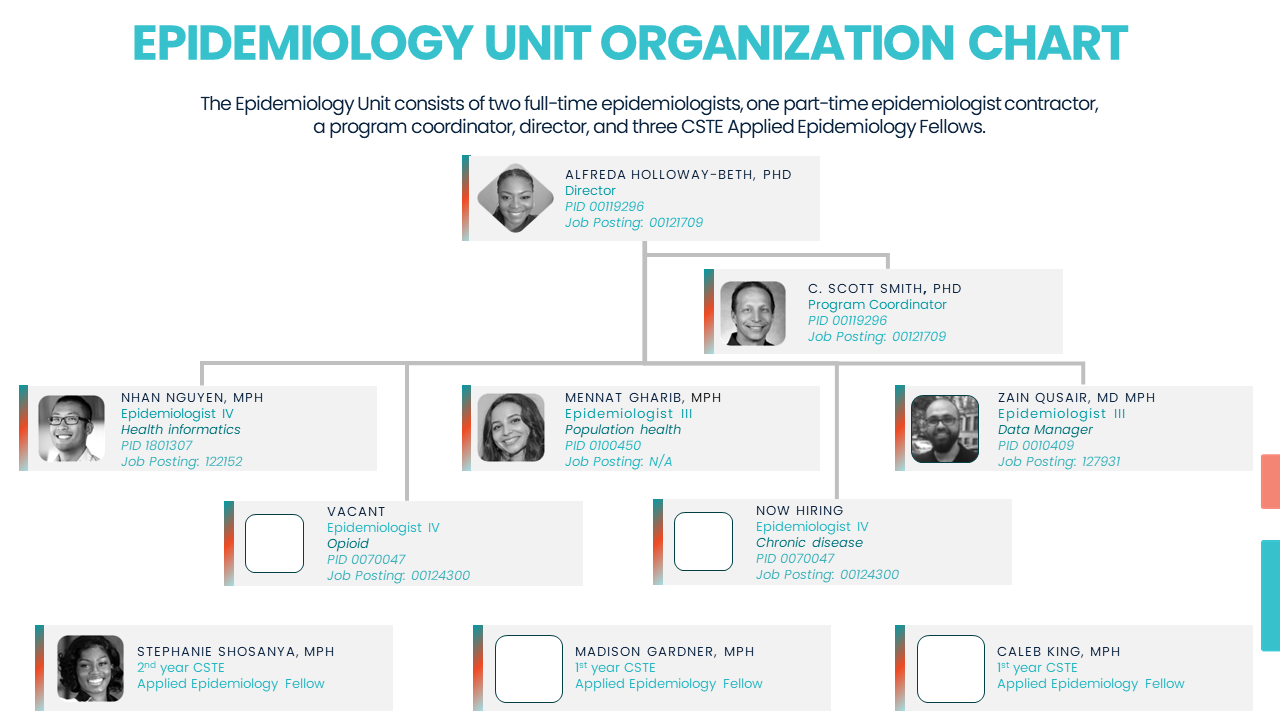 EPIDEMIOLOGY UNIT ORGANIZATION CHART
The Epidemiology Unit consists of two full-time epidemiologists, one part-time epidemiologist contractor,
a program coordinator, director, and three CSTE Applied Epidemiology Fellows.
ALFREDA HOLLOWAY-BETH, PHD
Director
PID 00119296
Job Posting: 00121709
C. SCOTT SMITH, PHD
Program Coordinator
PID 00119296
Job Posting: 00121709
NHAN NGUYEN, MPH
Epidemiologist IV
Health informatics
PID 1801307
Job Posting: 122152
MENNAT GHARIB, MPH
Epidemiologist III
Population health
PID 0100450
Job Posting: N/A
ZAIN QUSAIR, MD MPH
Epidemiologist III
Data Manager
PID 0010409
Job Posting: 127931
VACANT
Epidemiologist IV
Opioid
PID 0070047
Job Posting: 00124300
NOW HIRING
Epidemiologist IV
Chronic disease
PID 0070047
Job Posting: 00124300
STEPHANIE SHOSANYA, MPH
2nd year CSTE
Applied Epidemiology Fellow
MADISON GARDNER, MPH
1st year CSTE
Applied Epidemiology Fellow
CALEB KING, MPH
1st year CSTE
Applied Epidemiology Fellow